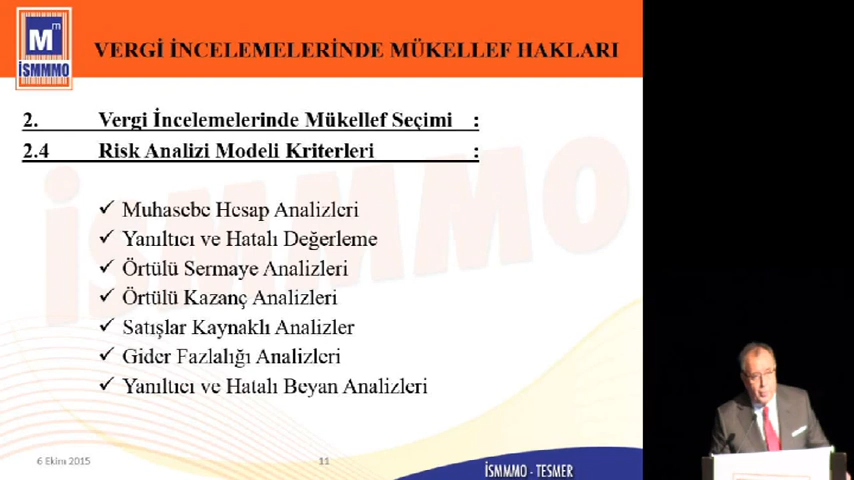 M m
İSMMMO
VERGİ İNCELEMELERİNDE MÜKELLEF HAKLARI
2. Vergi İncelemelerinde Mükellef Seçimi :
2.4 Risk Analizi Modeli Kriterleri :
İSMMMO
✓ Muhasebe Hesap Analizleri
✓ Yanıltıcı ve Hatalı Değerleme
✓ Örtülü Sermaye Analizleri
✓ Örtülü Kazanç Analizleri
✓ Satışlar Kaynaklı Analizler
✓ Gider Fazlalığı Analizleri
✓ Yanıltıcı ve Hatalı Beyan Analizleri
6 Ekim 2015
11
İSMMMO - TESMER